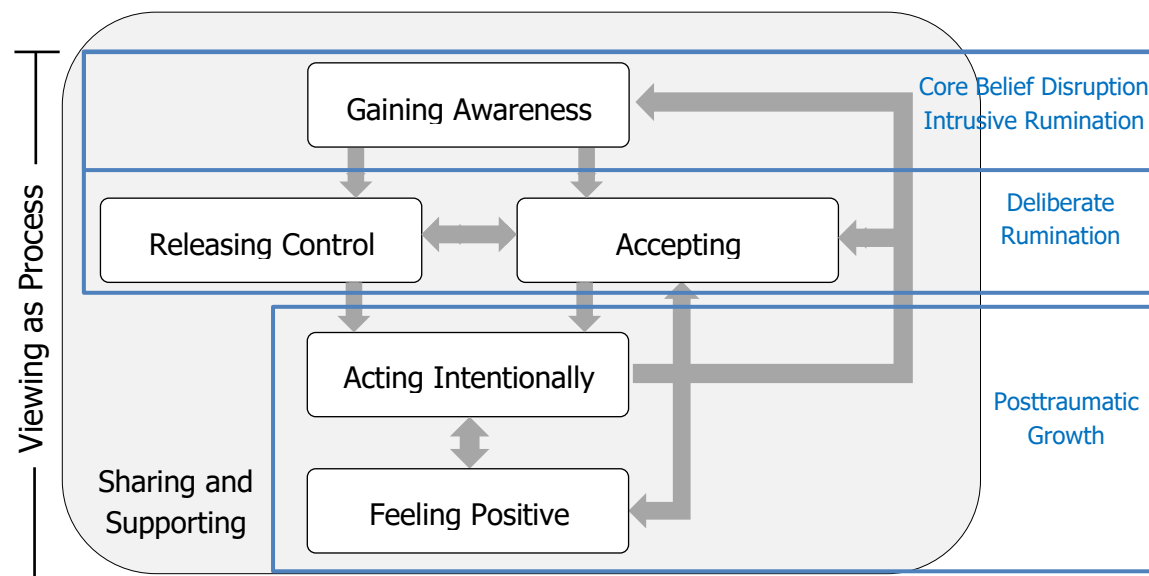 Gaining Awareness
Core Belief Disruption
Intrusive Rumination
Releasing Control
Accepting
Deliberate
Rumination
Viewing as Process
Acting Intentionally
Posttraumatic
Growth
Sharing and
Supporting
Feeling Positive